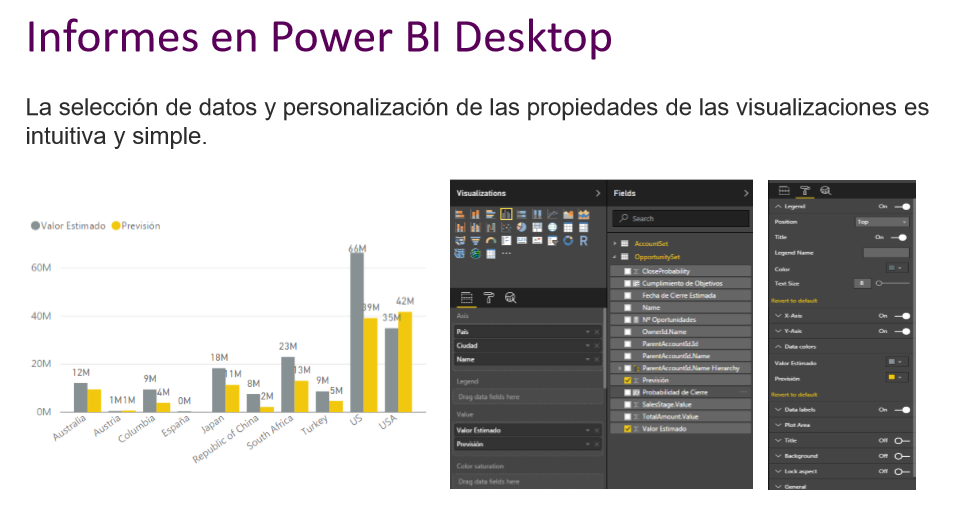 Informes en Power BI Desktop
La selección de datos y personalización de las propiedades de las visualizaciones es
intuitiva y simple.
Valor Estimado Previsión
66M
60M
39M
42M
40M
35M
23M
20M
18M
12M
11M
13M
9M
4M
8M
9M
5M
1M
1M
0M
2M
0M
Australia
Austria
Columbia
España
Japan
Republic of China
South Africa
Turkey
US
USA
Visualizations
R
Axis
País
Ciudad
Name
Legend
Drag data fields here
Value
Valor Estimado
Previsión
Color saturation
Drag data fields here
Fields
Search
AccountSet
OpportunitySet
CloseProbability
Cumplimiento de Objetivos
Fecha de Cierre Estimada
Name
Nº Oportunidades
OwnerId.Name
ParentAccountId.Id
ParentAccountId.Name
ParentAccountId.Name Hierarchy
Previsión
Probabilidad de Cierre
SalesStage.Value
TotalAmount.Value
Valor Estimado
Legend On
Position Top
Title On
Legend Name
Color
Text Size 8
Revert to default
X-Axis On
Y-Axis On
Data colors
Valor Estimado
Previsión
Revert to default
Data labels On
Plot Area
Title Off
Background Off
Lock aspect Off
General